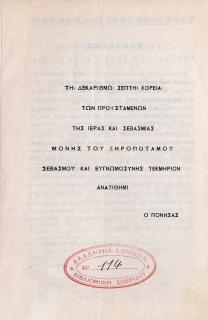 ΤΗι ΔΕΚΑΡΙΘΜΩι ΣΕΠΤΗι ΧΟΡΕΙΑι
ΤΩΝ ΠΡΟΪΣΤΑΜΕΝΩΝ
ΤΗΣ ΙΕΡΑΣ ΚΑΙ ΣΕΒΑΣΜΙΑΣ
ΜΟΝΗΣ ΤΟΥ ΞΗΡΟΠΟΤΑΜΟΥ
ΣΕΒΑΣΜΟΥ ΚΑΙ ΕΥΓΝΩΜΟΣΥΝΗΣ ΤΕΚΜΗΡΙΟΝ
ΑΝΑΤΙΘΗΜΙ
Ο ΠΟΝΗΣΑΣ
ΑΚΑΔΗΜΙΑ ΑΘΗΝΩΝ
ΑΡ. 114
ΒΙΒΛΙΟΘΗΚΗ